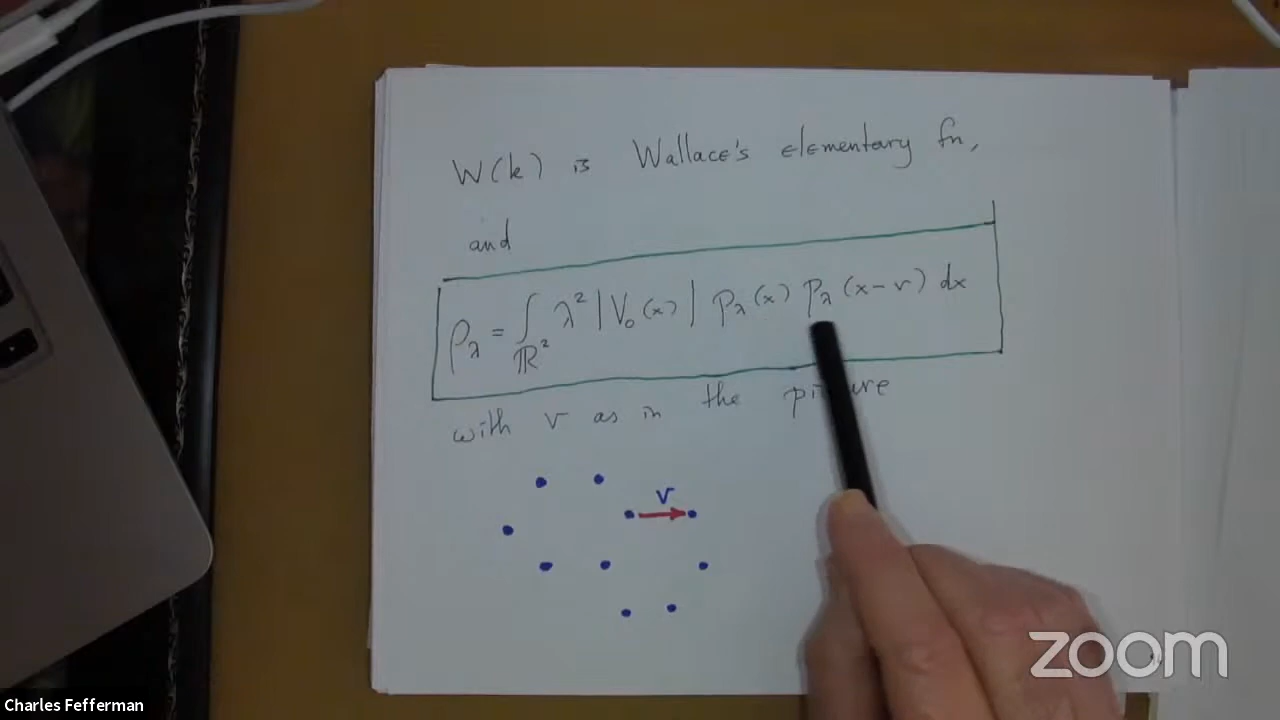 W(k) is Wallace's elementary fn,
and
ρ_λ = ∫_{ℝ²} λ² |V₀(x)| p_λ(x) p_λ(x-v) dx
with v as in the picture
v
zoom
Charles Fefferman